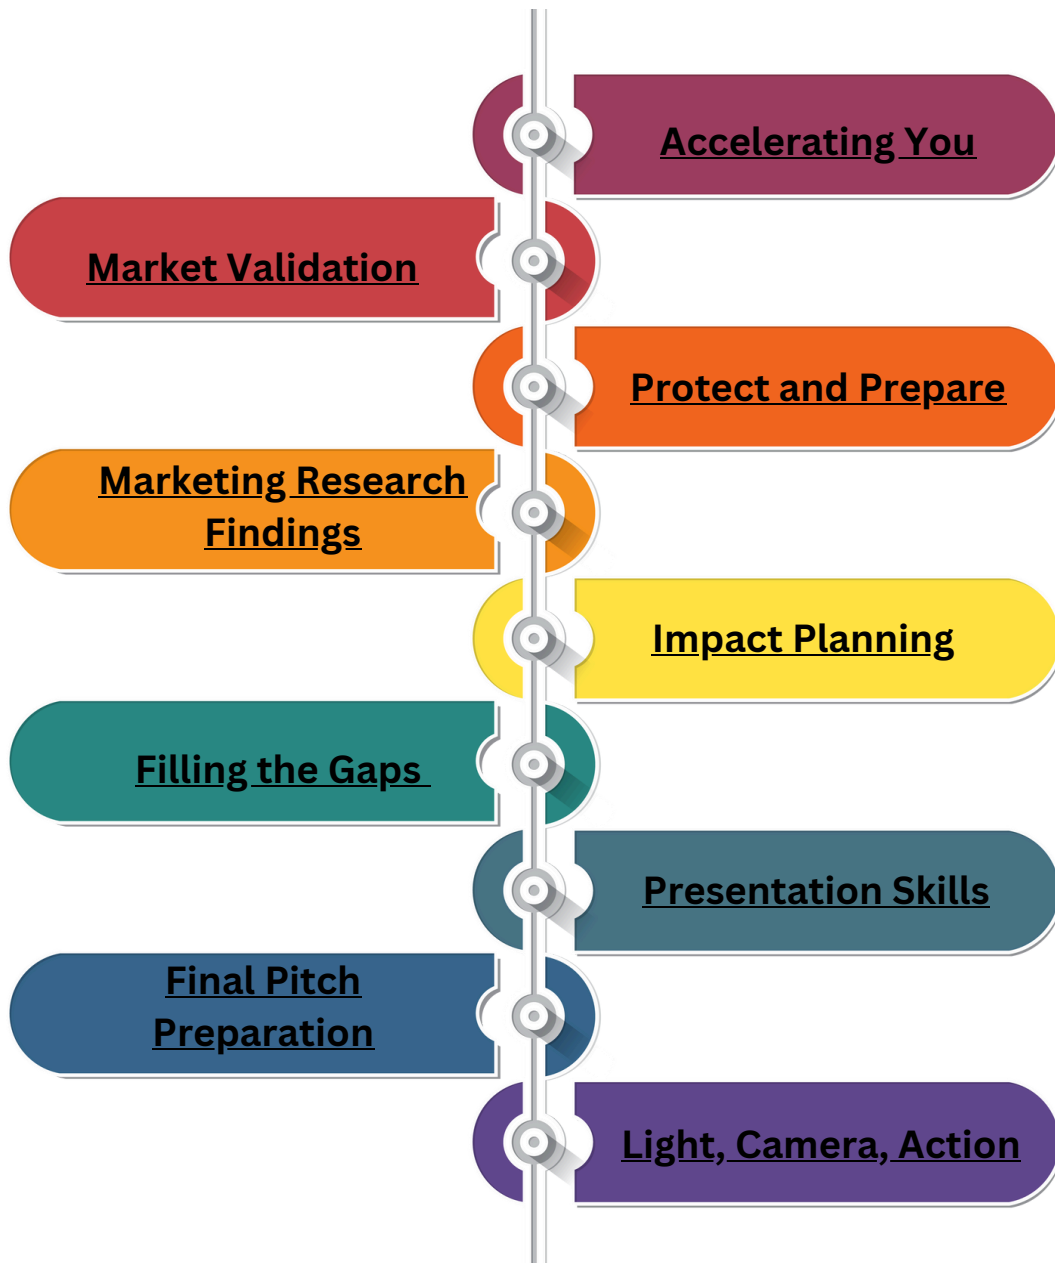 Accelerating You
Market Validation
Protect and Prepare
Marketing Research
Findings
Impact Planning
Filling the Gaps
Presentation Skills
Final Pitch
Preparation
Light, Camera, Action